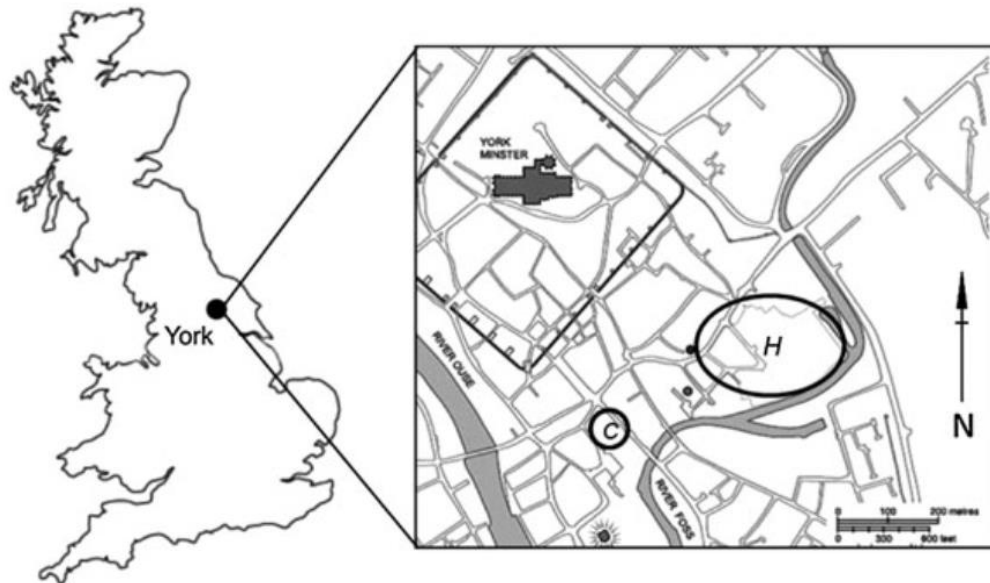 York
YORK
MINSTER
RIVER OUSE
H
C
N
RIVER FOSS
0 100 200 metres
0 300 600 feet